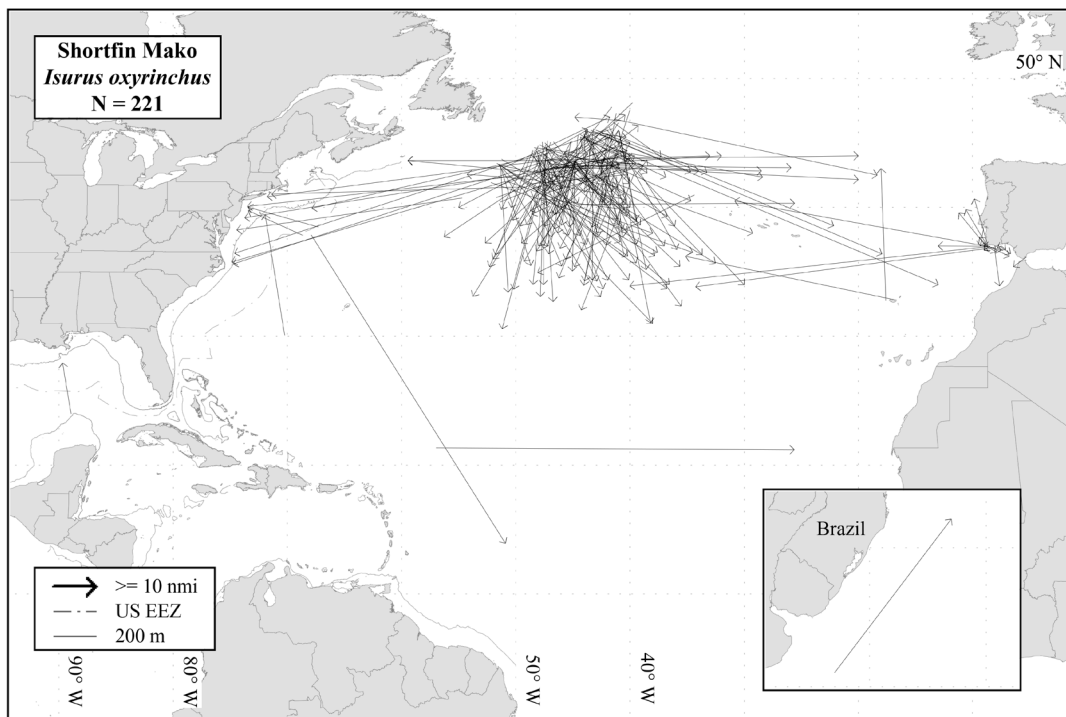 Shortfin Mako
Isurus oxyrinchus
N = 221
50° N
Brazil
>= 10 nmi
US EEZ
200 m
90° W
80° W
50° W
40° W